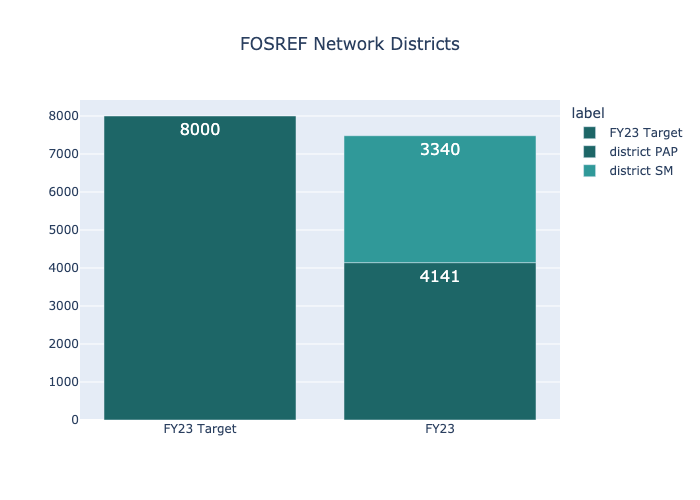 FOSREF Network Districts
8000
7000
6000
5000
4000
3000
2000
1000
0
8000
3340
4141
FY23 Target
FY23
label
FY23 Target
district PAP
district SM